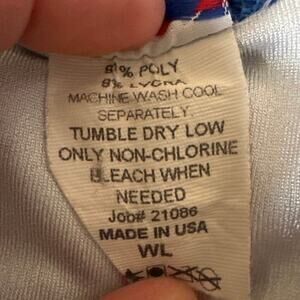 % POLY
% LYCRA
MACHINE WASH COOL
SEPARATELY.
TUMBLE DRY LOW
ONLY NON-CHLORINE
BLEACH WHEN
NEEDED
Job# 21086
MADE IN USA
WL